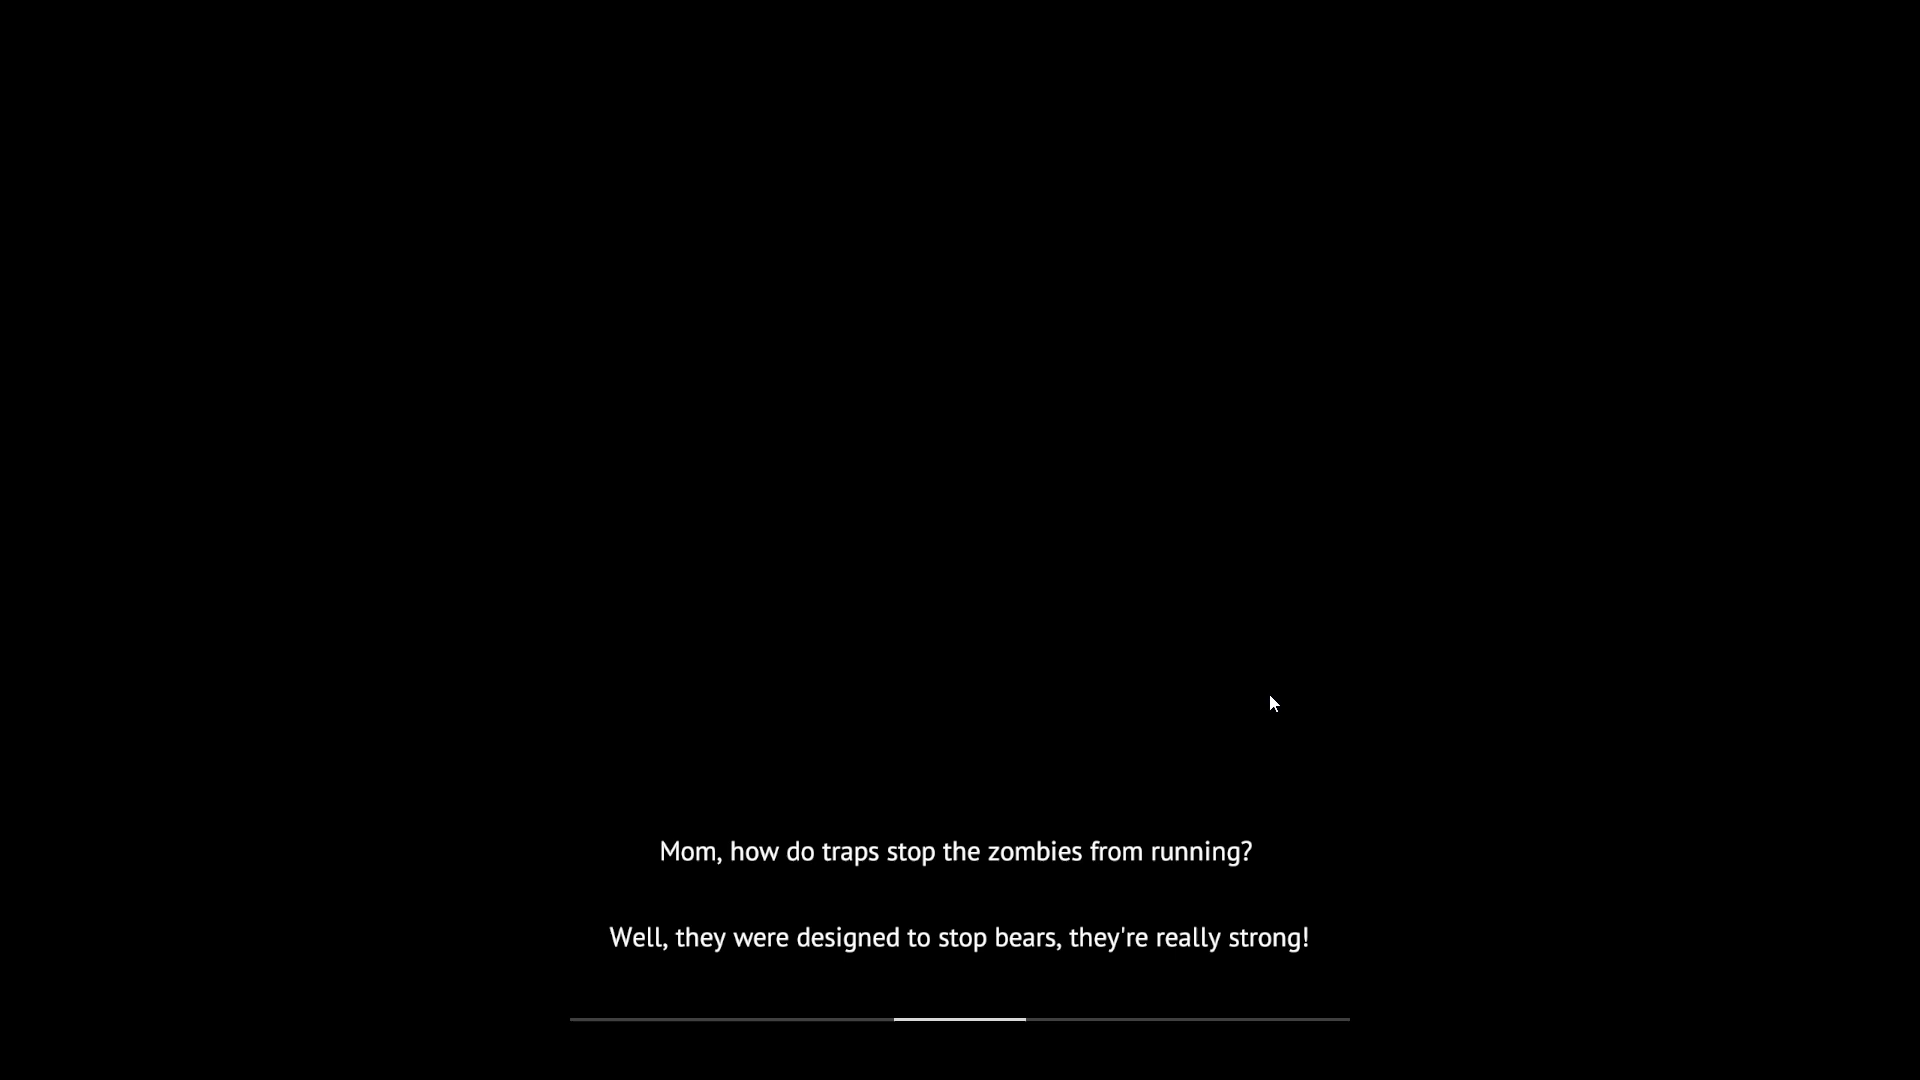 Mom, how do traps stop the zombies from running?
Well, they were designed to stop bears, they're really strong!